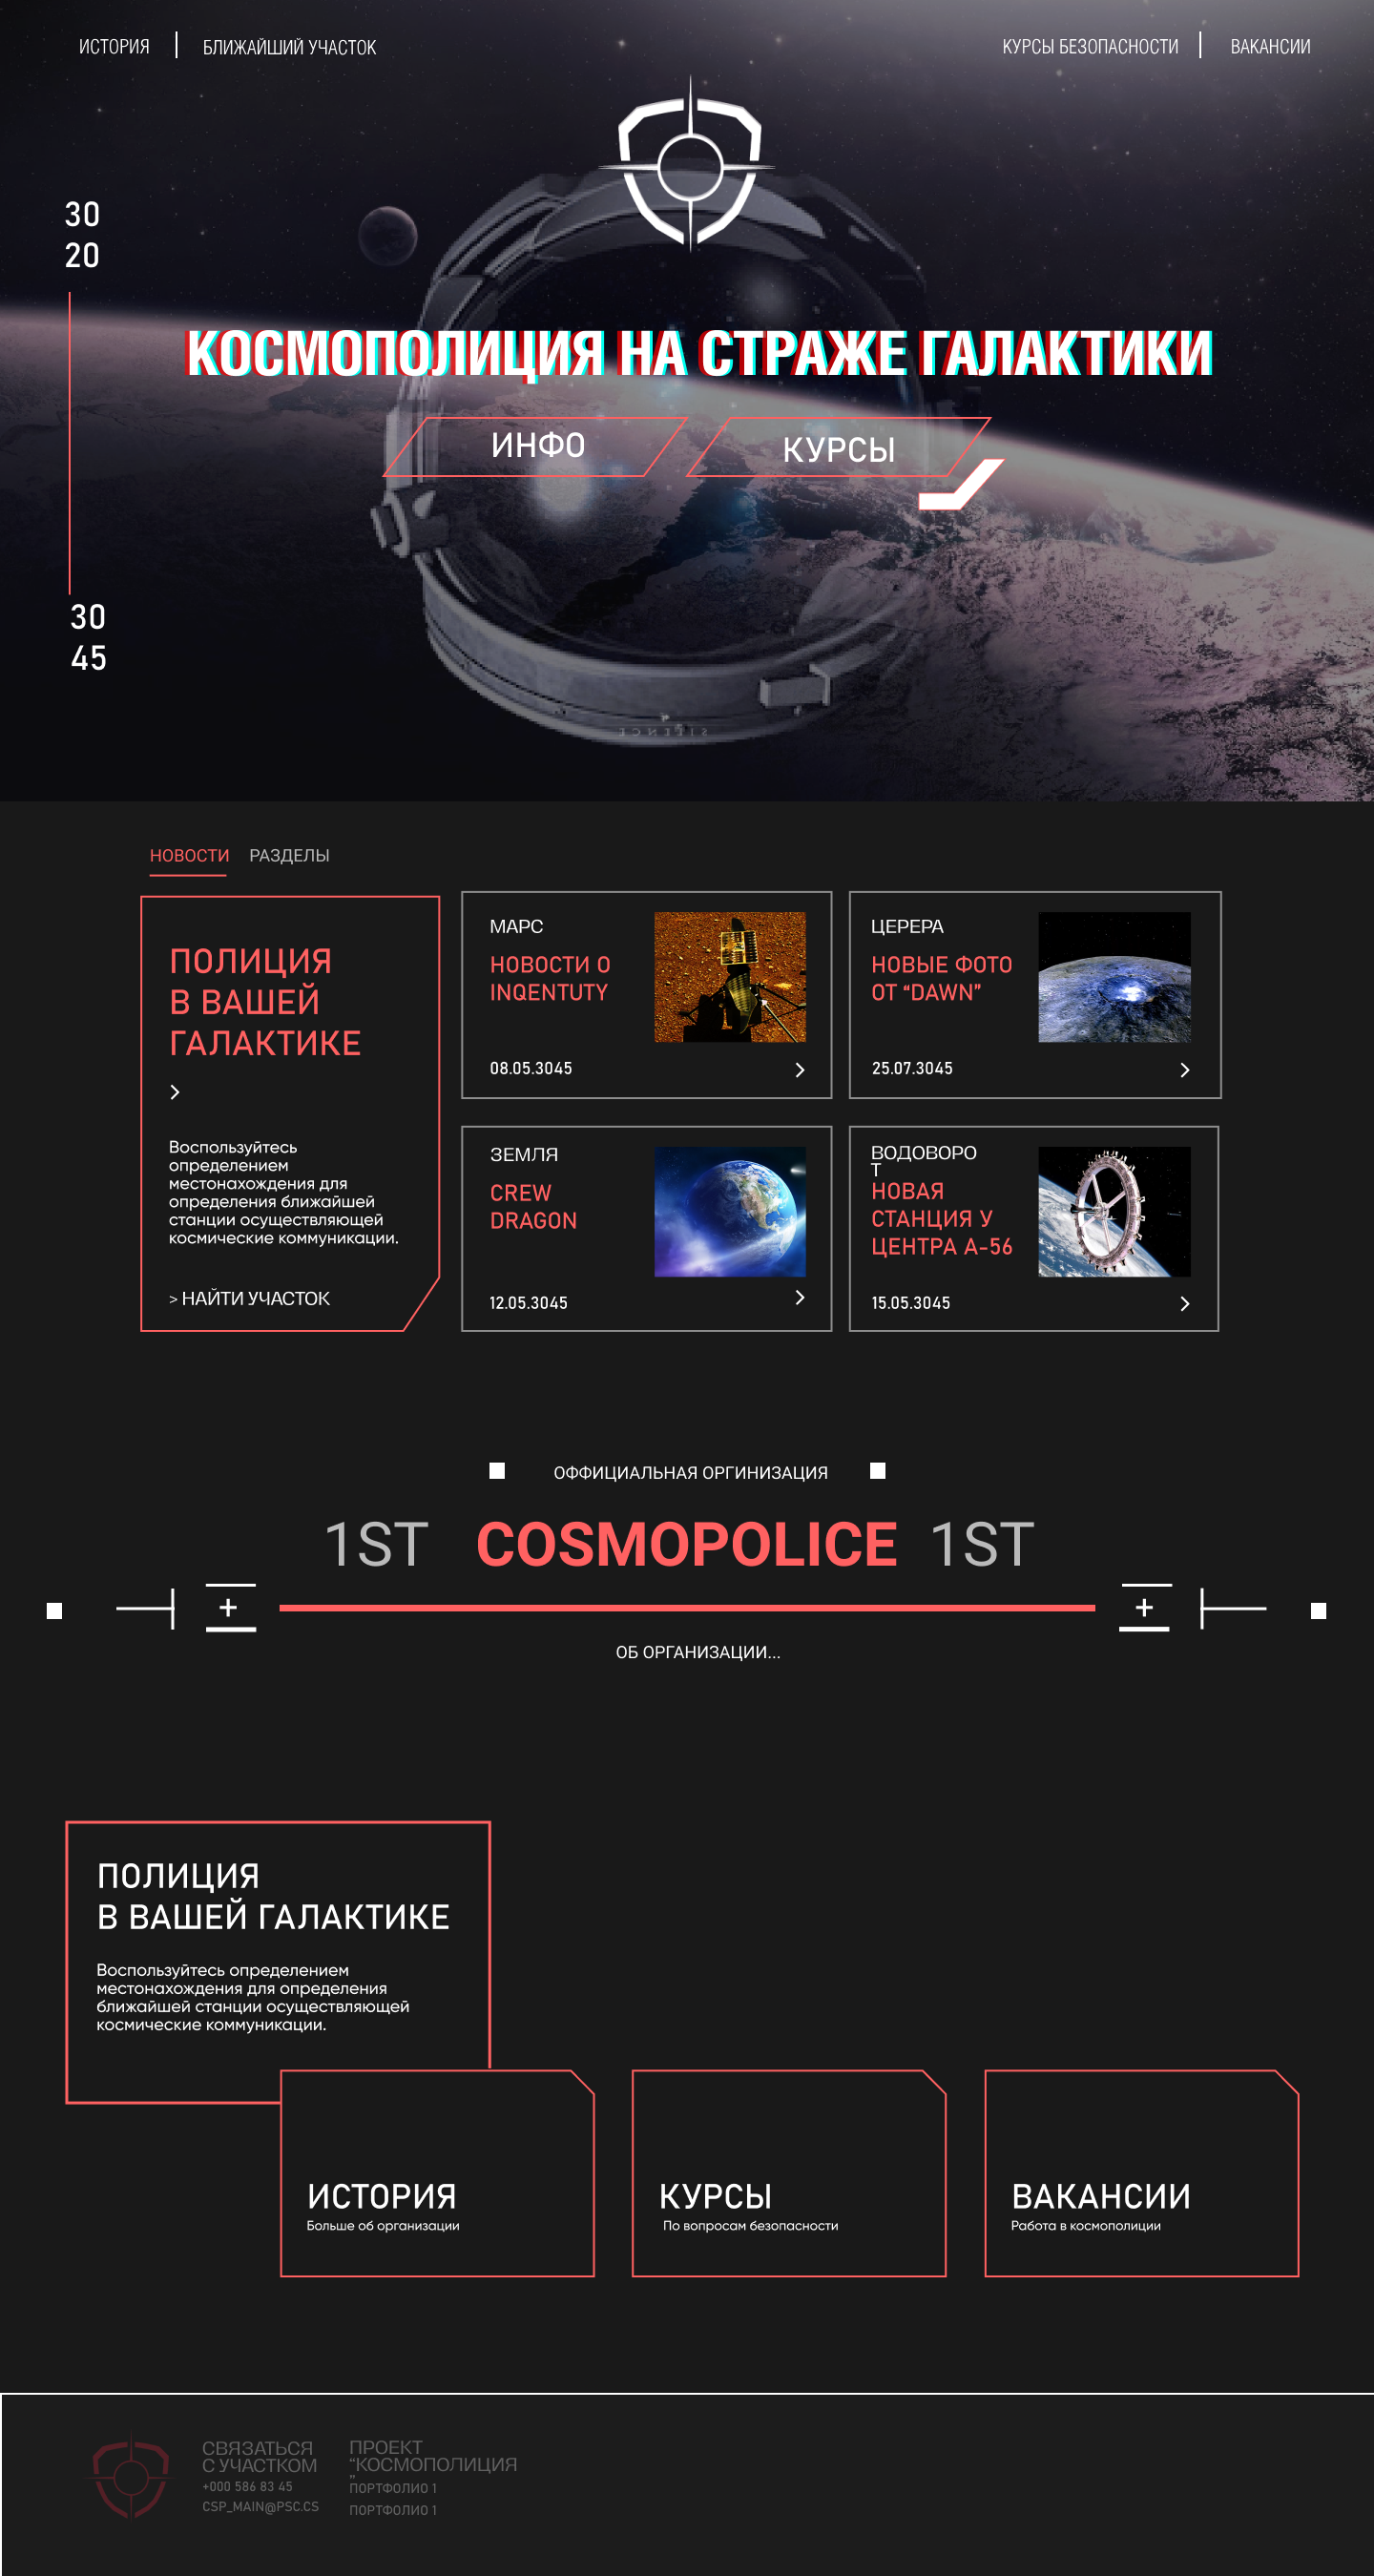 ИСТОРИЯ
БЛИЖАЙШИЙ УЧАСТОК
КУРСЫ БЕЗОПАСНОСТИ
ВАКАНСИИ
30
20
КОСМОПОЛИЦИЯ НА СТРАЖЕ ГАЛАКТИКИ
ИНФО
КУРСЫ
30
45
SILENCE
НОВОСТИ
РАЗДЕЛЫ
ПОЛИЦИЯ
В ВАШЕЙ
ГАЛАКТИКЕ
>
Воспользуйтесь
определением
местонахождения для
определения ближайшей
станции осуществляющей
космические коммуникации.
> НАЙТИ УЧАСТОК
МАРС
НОВОСТИ О
INQENTUTY
08.05.3045
>
ЦЕРЕРА
НОВЫЕ ФОТО
ОТ “DAWN”
25.07.3045
>
ЗЕМЛЯ
CREW
DRAGON
12.05.3045
>
ВОДОВОРО
Т
НОВАЯ
СТАНЦИЯ У
ЦЕНТРА А-56
15.05.3045
>
ОФФИЦИАЛЬНАЯ ОРГИНИЗАЦИЯ
1ST COSMOPOLICE 1ST
+
+
ОБ ОРГАНИЗАЦИИ...
ПОЛИЦИЯ
В ВАШЕЙ ГАЛАКТИКЕ
Воспользуйтесь определением
местонахождения для определения
ближайшей станции осуществляющей
космические коммуникации.
ИСТОРИЯ
Больше об организации
КУРСЫ
По вопросам безопасности
ВАКАНСИИ
Работа в космополиции
СВЯЗАТЬСЯ
С УЧАСТКОМ
+000 586 83 45
CSP_MAIN@PSC.CS
ПРОЕКТ
“КОСМОПОЛИЦИЯ
”
ПОРТФОЛИО 1
ПОРТФОЛИО 1